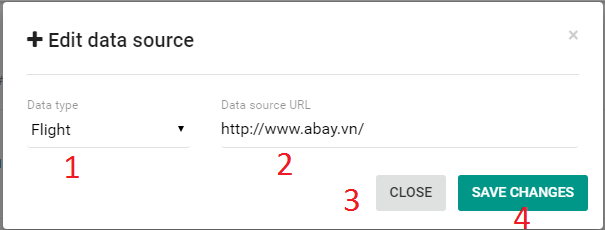 Edit data source
×
Data type
Data source URL
Flight
http://www.abay.vn/
1
2
3
CLOSE
SAVE CHANGES
4